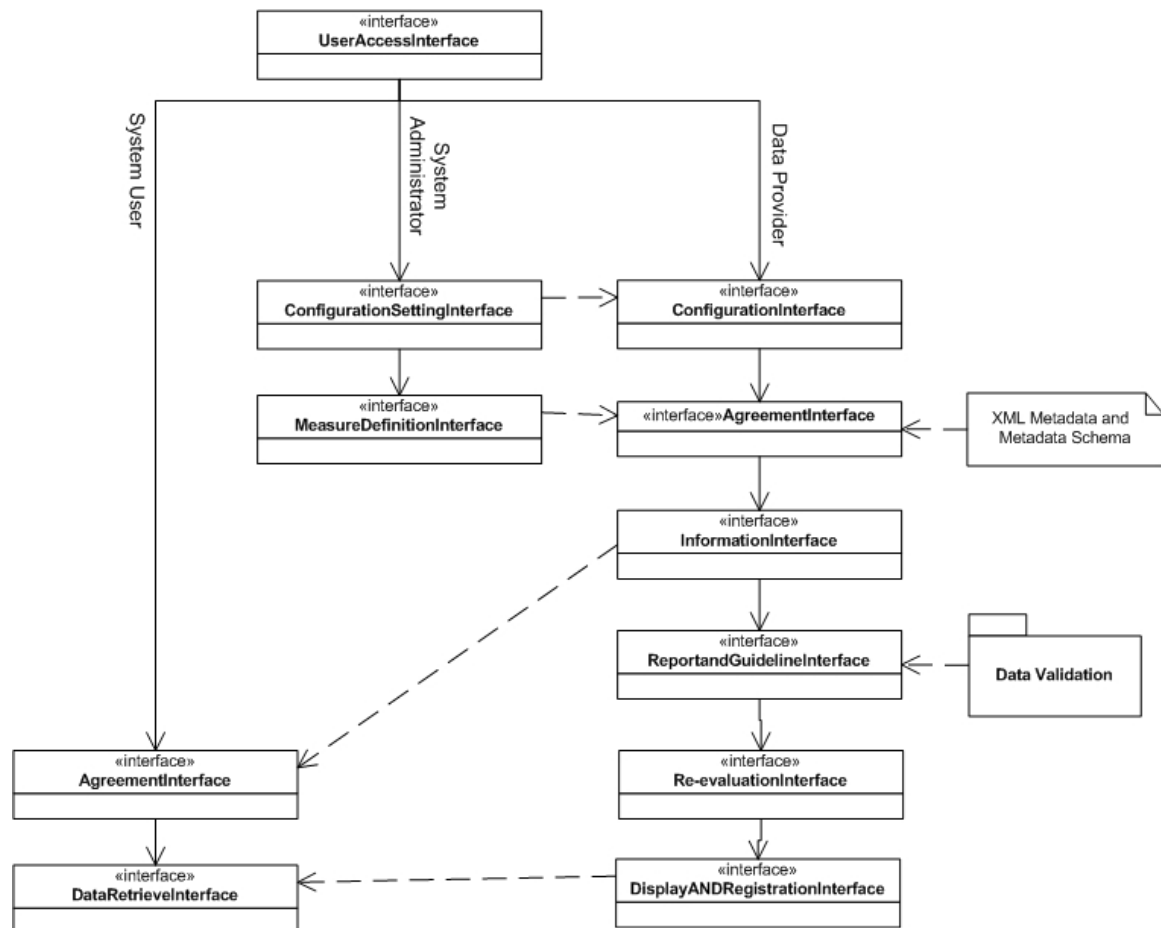 «interface»
UserAccessInterface
System User
System
Administrator
Data Provider
«interface»
ConfigurationSettingInterface
«interface»
ConfigurationInterface
«interface»
MeasureDefinitionInterface
«interface»AgreementInterface
XML Metadata and
Metadata Schema
«interface»
InformationInterface
«interface»
ReportandGuidelineInterface
Data Validation
«interface»
AgreementInterface
«interface»
Re-evaluationInterface
«interface»
DataRetrieveInterface
«interface»
DisplayANDRegistrationInterface